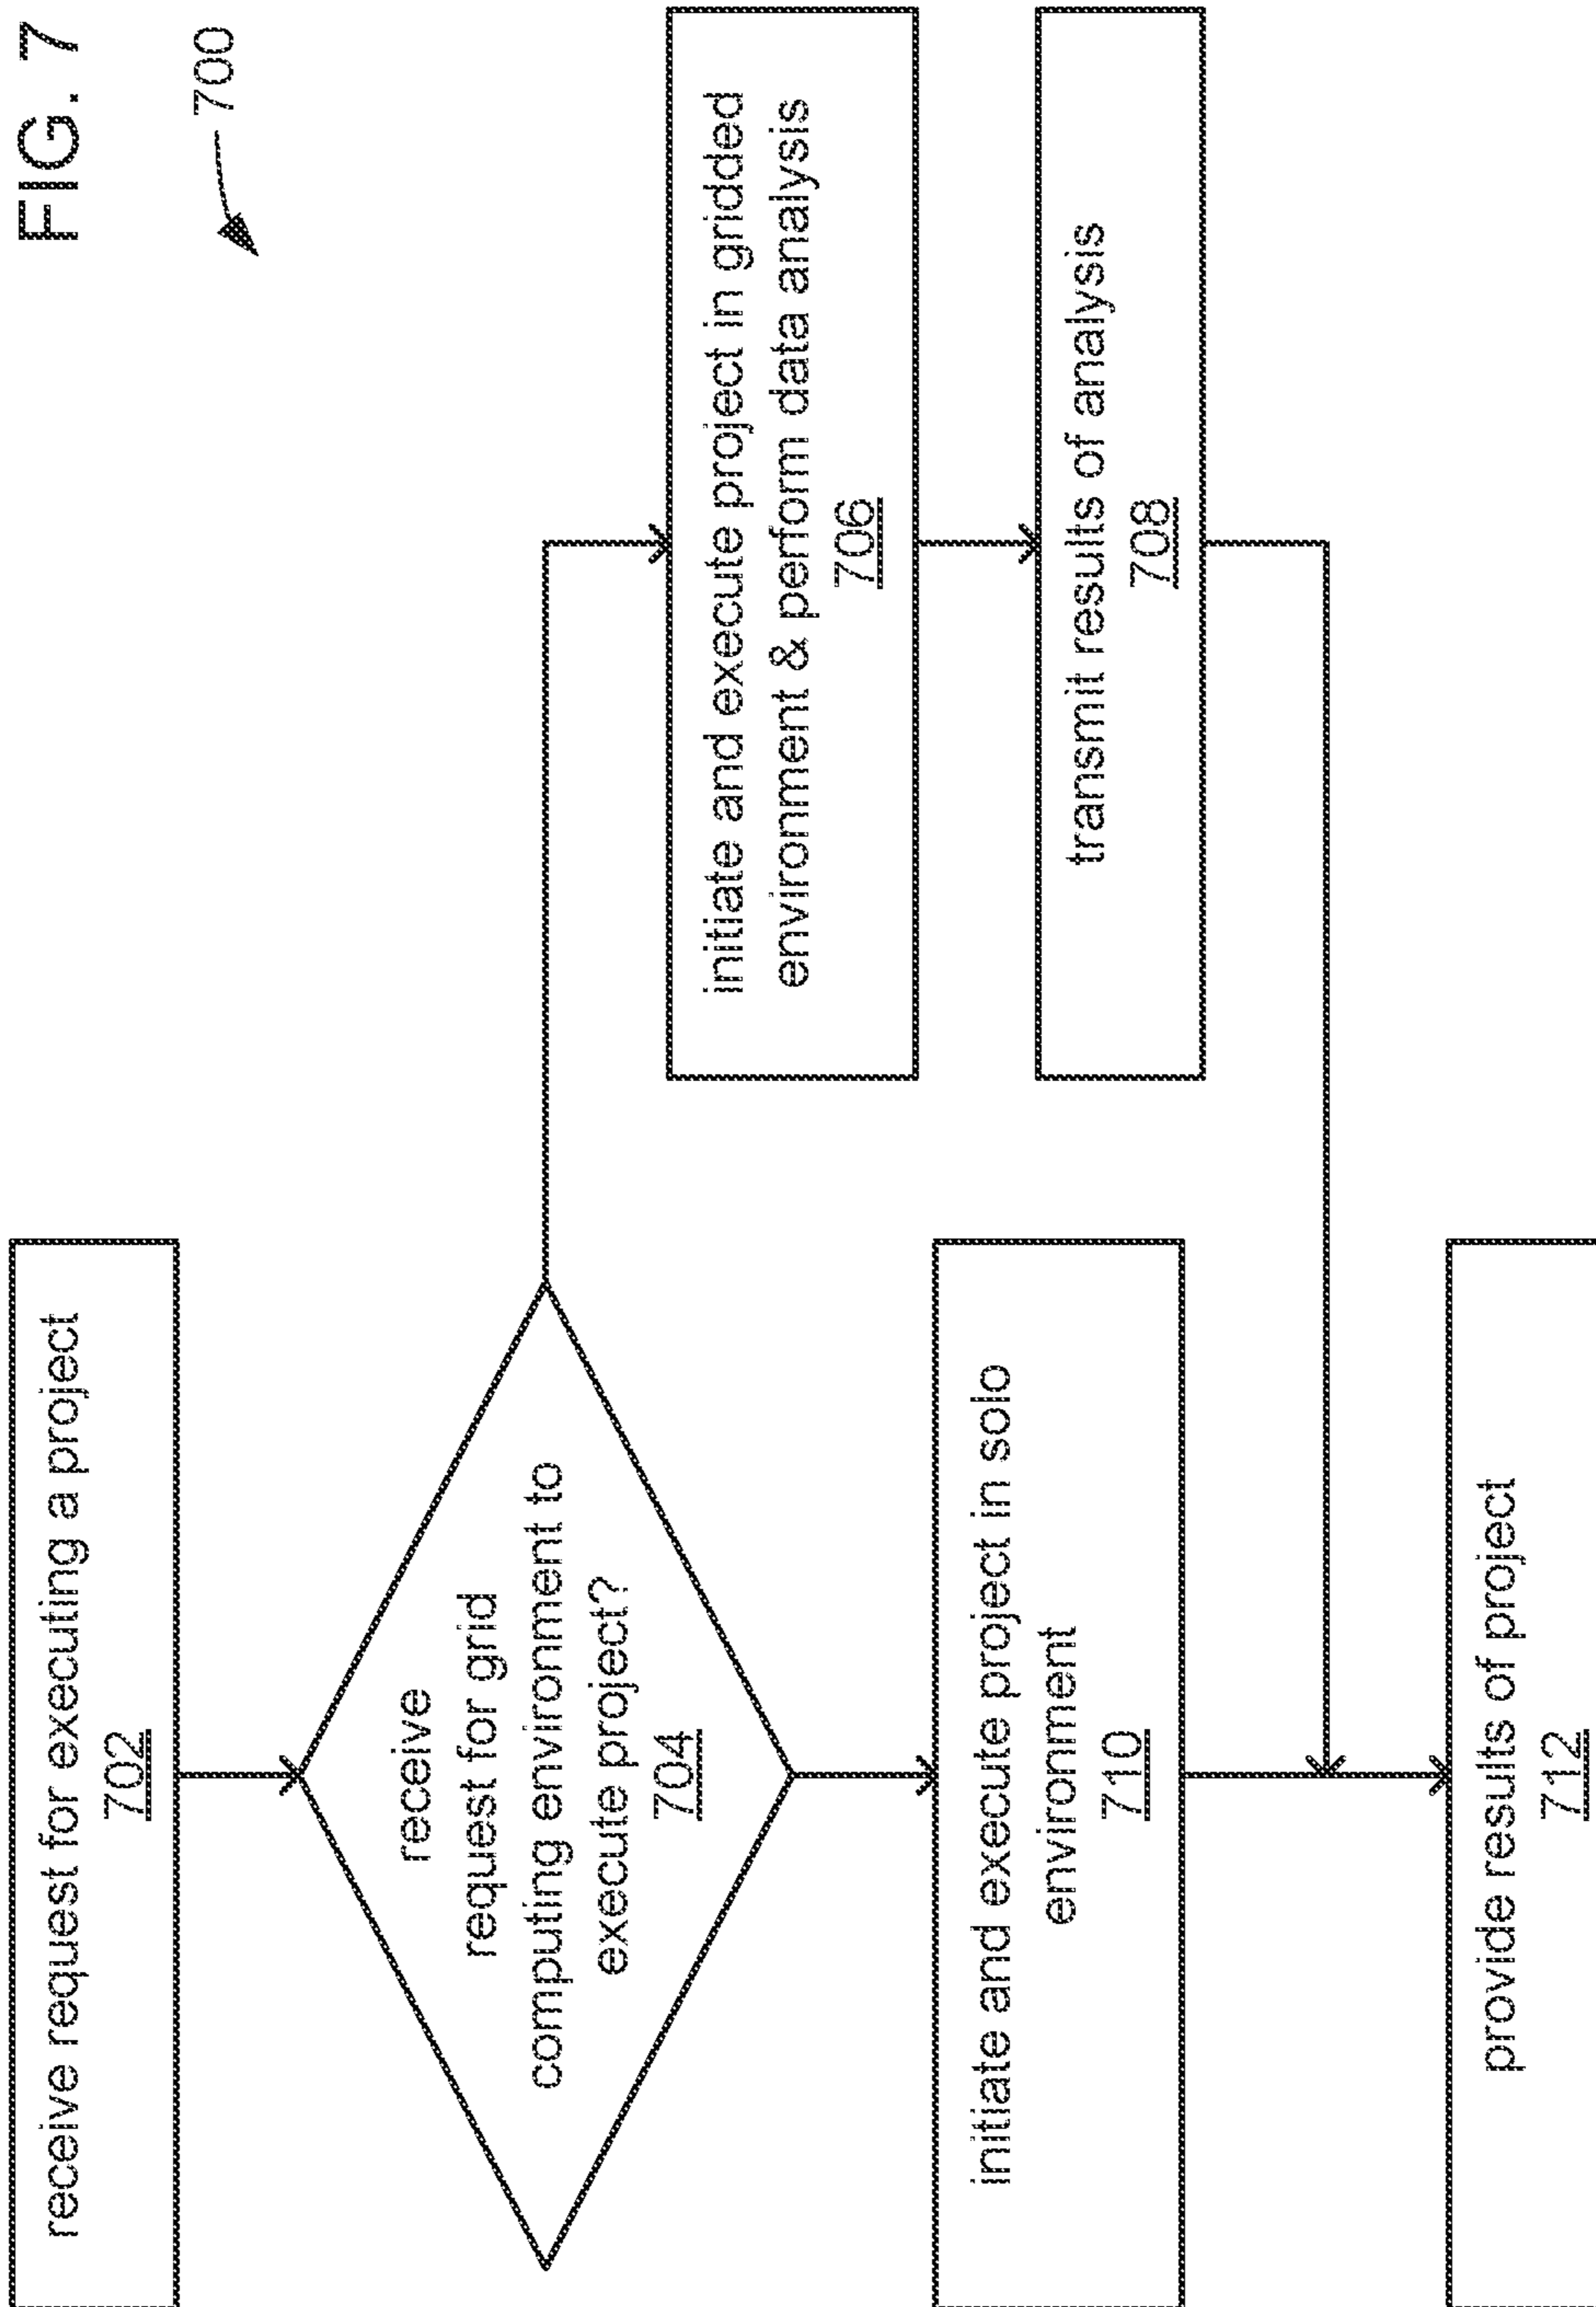 FIG. 7
700
receive request for executing a project
702
receive
request for grid
computing environment to
execute project?
704
initiate and execute project in gridded
environment & perform data analysis
706
transmit results of analysis
708
initiate and execute project in solo
environment
710
provide results of project
712